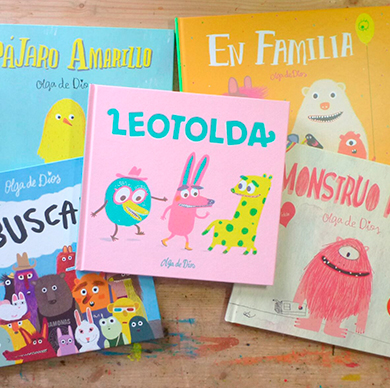 PÁJARO AMARILLO
Olga de Dios
EN FAMILIA
Olga de Dios
LEOTOLDA
Olga de Dios
Olga de Dios
BUSCA
MONSTRUO
Olga de Dios